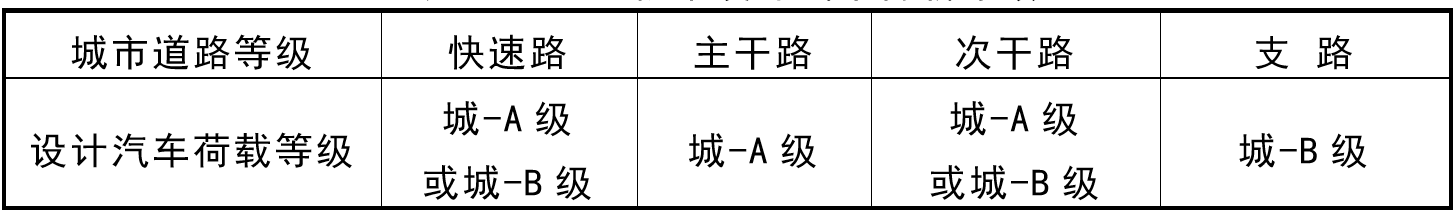 城市道路等级 快速路 主干路 次干路 支 路
设计汽车荷载等级 城-A 级 或城-B 级 城-A 级 城-A 级 或城-B 级 城-B 级